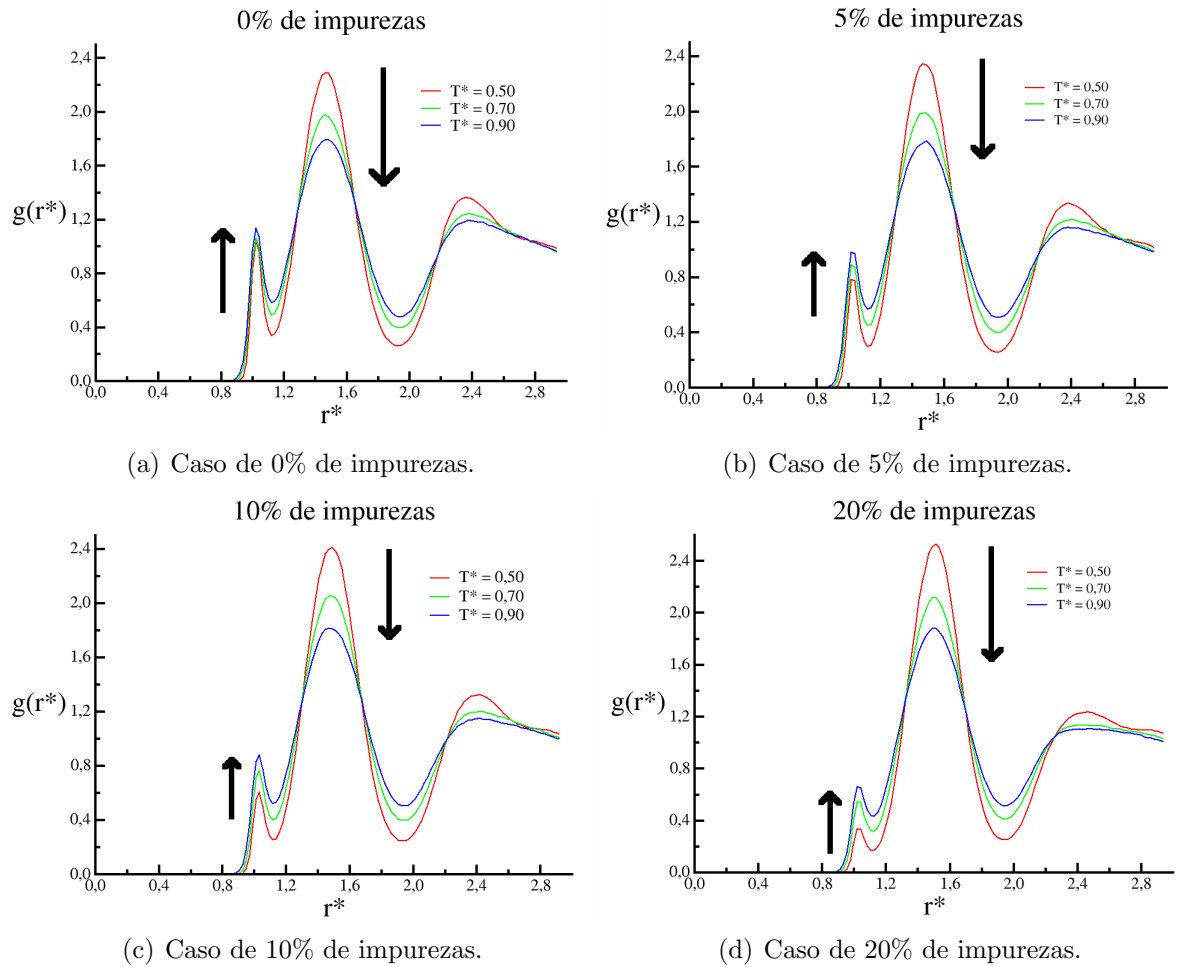 0% de impurezas
2,4
2,0
1,6
1,2
0,8
0,4
0,0
g(r*)
T* = 0.50
T* = 0.70
T* = 0.90
0,0 0,4 0,8 1,2 1,6 2,0 2,4 2,8
r*
(a) Caso de 0% de impurezas.
5% de impurezas
2,4
2,0
1,6
1,2
0,8
0,4
0,0
g(r*)
T* = 0,50
T* = 0,70
T* = 0,90
0,0 0,4 0,8 1,2 1,6 2,0 2,4 2,8
r*
(b) Caso de 5% de impurezas.
10% de impurezas
2,4
2,0
1,6
1,2
0,8
0,4
0,0
g(r*)
T* = 0,50
T* = 0,70
T* = 0,90
0,0 0,4 0,8 1,2 1,6 2,0 2,4 2,8
r*
(c) Caso de 10% de impurezas.
20% de impurezas
2,4
2,0
1,6
1,2
0,8
0,4
0,0
g(r*)
T* = 0,50
T* = 0,70
T* = 0,90
0,0 0,4 0,8 1,2 1,6 2,0 2,4 2,8
r*
(d) Caso de 20% de impurezas.